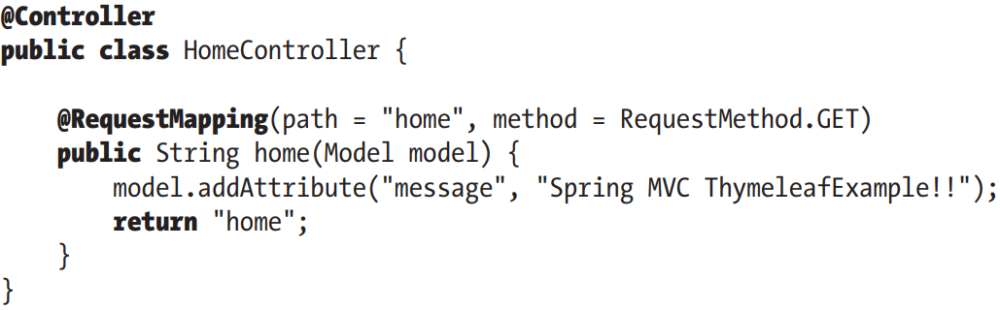 @Controller
public class HomeController {
@RequestMapping(path = "home", method = RequestMethod.GET)
public String home(Model model) {
model.addAttribute("message", "Spring MVC ThymeleafExample!!");
return "home";
}
}